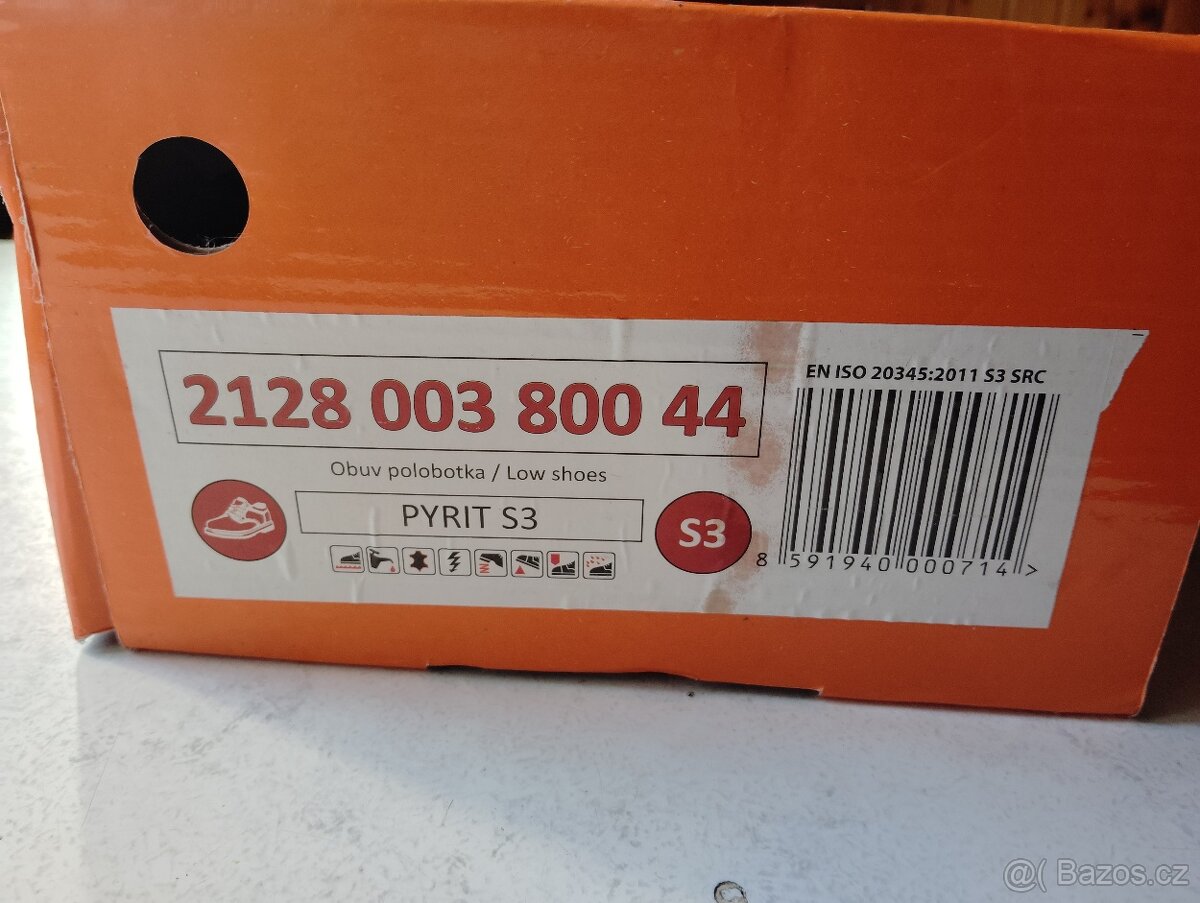 2128 003 800 44
EN ISO 20345:2011 S3 SRC
Obuv polobotka / Low shoes
PYRIT S3
S3
8 591940 000714 >
@( Bazos.cz